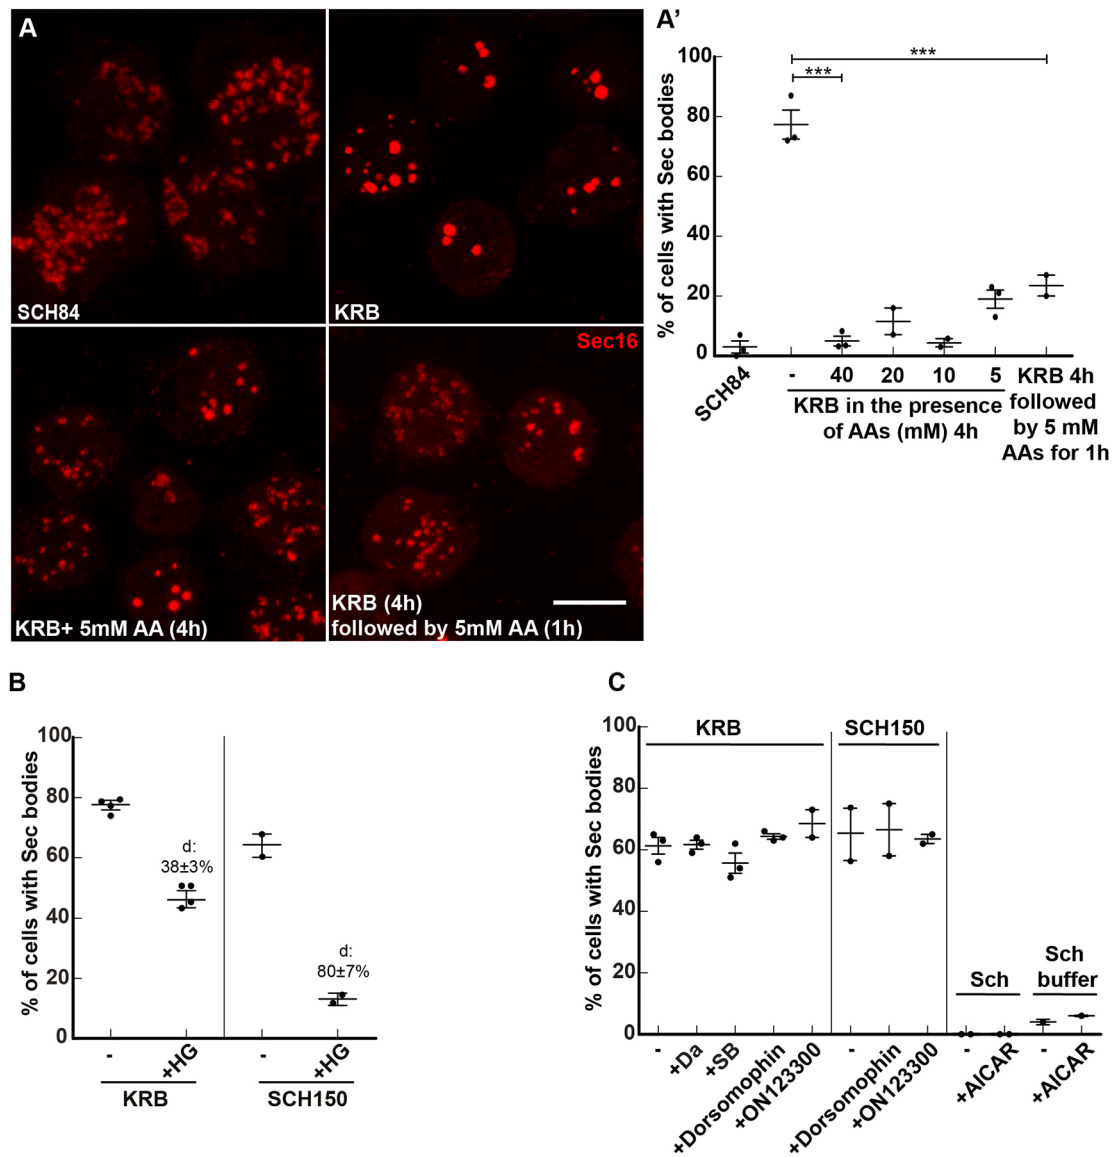 A
SCH84
KRB
Sec16
KRB+ 5mM AA (4h)
KRB (4h)
followed by 5mM AA (1h)
A'
% of cells with Sec bodies
100
80
60
40
20
0
***
***
SCH84
-
40
20
10
5
KRB in the presence
of AAs (mM) 4h
KRB 4h
followed
by 5 mM
AAs for 1h
B
% of cells with Sec bodies
100
80
60
40
20
0
d:
38±3%
d:
80±7%
-
+HG
-
+HG
KRB
SCH150
C
% of cells with Sec bodies
100
80
60
40
20
0
KRB
SCH150
Sch
Sch
buffer
-
+Da
+SB
+Dorsomophin
+ON123300
-
+Dorsomophin
+ON123300
-
+AICAR
-
+AICAR